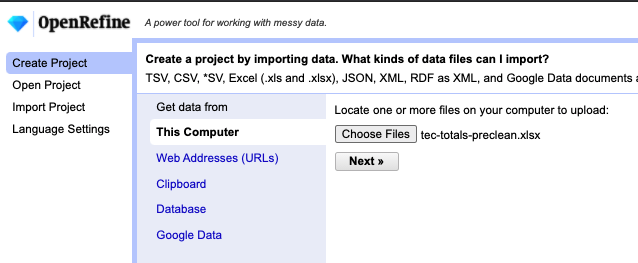 OpenRefine A power tool for working with messy data.
Create Project
Open Project
Import Project
Language Settings
Create a project by importing data. What kinds of data files can I import?
TSV, CSV, *SV, Excel (.xls and .xlsx), JSON, XML, RDF as XML, and Google Data documents a
Get data from
This Computer
Web Addresses (URLs)
Clipboard
Database
Google Data
Locate one or more files on your computer to upload:
Choose Files tec-totals-preclean.xlsx
Next »